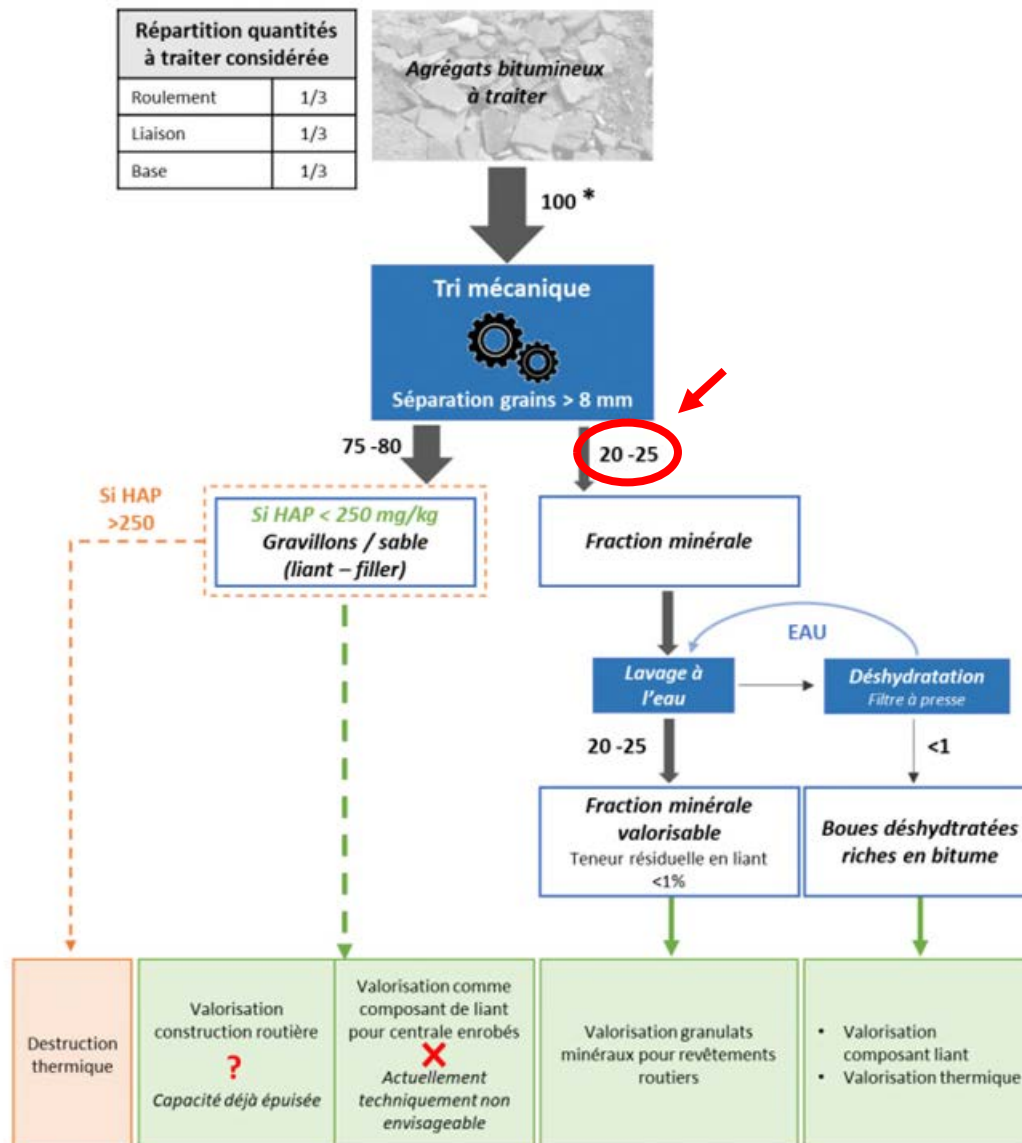 Répartition quantités
à traiter considérée
Roulement 1/3
Liaison 1/3
Base 1/3
Agrégats bitumineux
à traiter
100 *
Tri mécanique
Séparation grains > 8 mm
75 -80
20 -25
Si HAP
>250
Si HAP < 250 mg/kg
Gravillons / sable
(liant – filler)
Fraction minérale
EAU
Lavage à
l'eau
Déshydratation
Filtre à presse
20 -25
<1
Fraction minérale
valorisable
Teneur résiduelle en liant
<1%
Boues déshydtratées
riches en bitume
Destruction
thermique
Valorisation
construction routière
?
Capacité déjà épuisée
Valorisation comme
composant de liant
pour centrale enrobés
Actuellement
techniquement non
envisageable
Valorisation granulats
minéraux pour revêtements
routiers
• Valorisation
composant liant
• Valorisation thermique